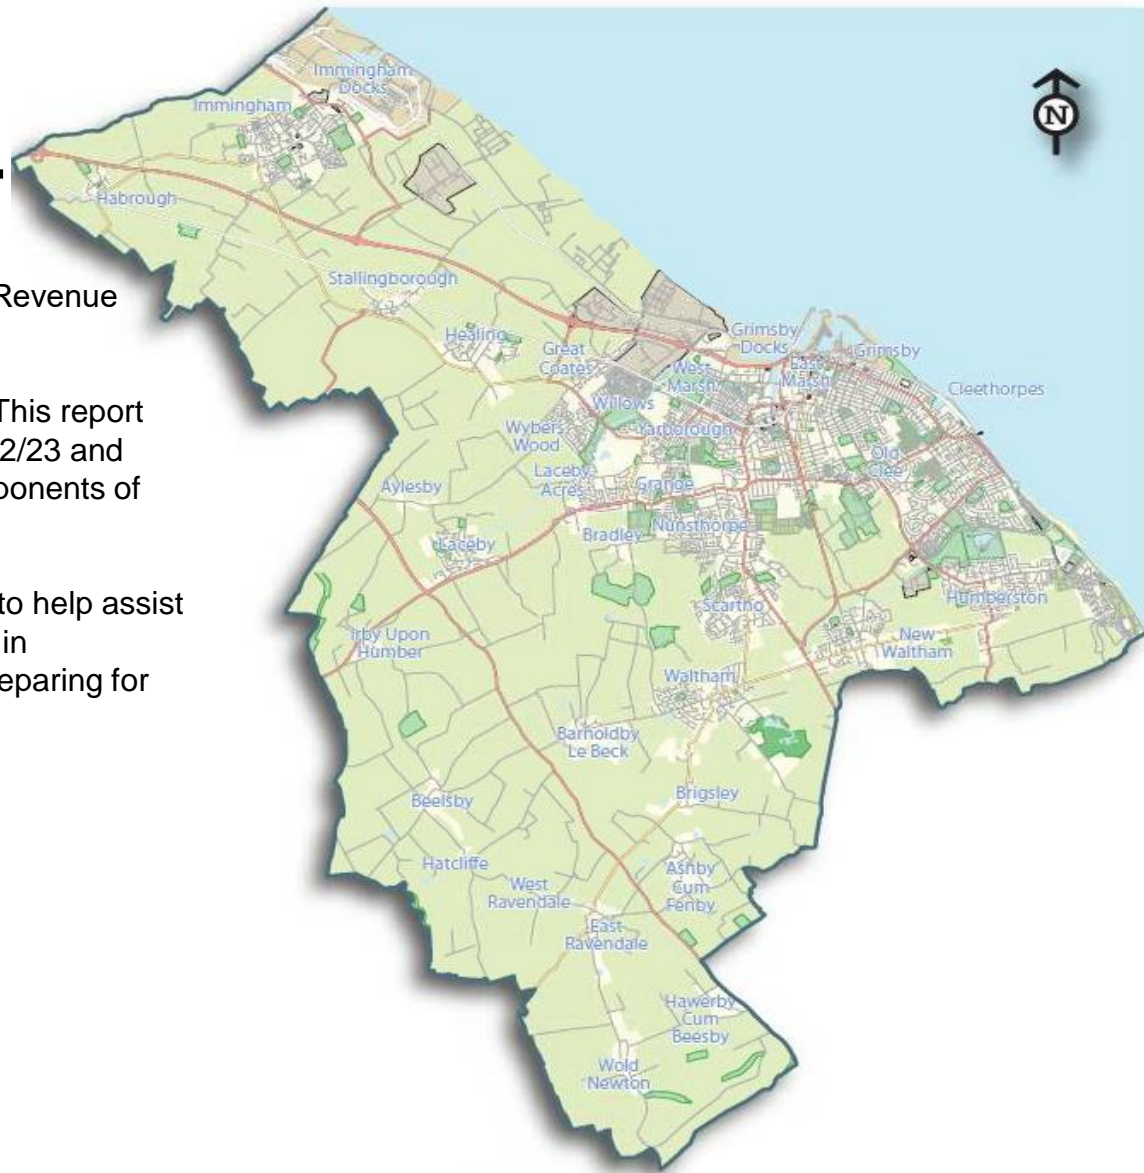 Revenue
This report
2/23 and
ponents of
to help assist
in
eparing for
N
Immingham
Docks
Immingham
Habrough
Stallingborough
Healing
Great
Coates
Grimsby
Docks
Grimsby
West
Marsh
East
Marsh
Cleethorpes
Willows
Wybers
Wood
Yarborough
Old
Clee
Laceby
Acres
Grange
Aylesby
Nunsthorpe
Bradley
Laceby
Scartho
Humberston
Irby Upon
Humber
New
Waltham
Waltham
Barnoldby
Le Beck
Beelsby
Brigsley
Hatcliffe
Ashby
Cum
Fenby
West
Ravendale
East
Ravendale
Hawerby
Cum
Beesby
Wold
Newton